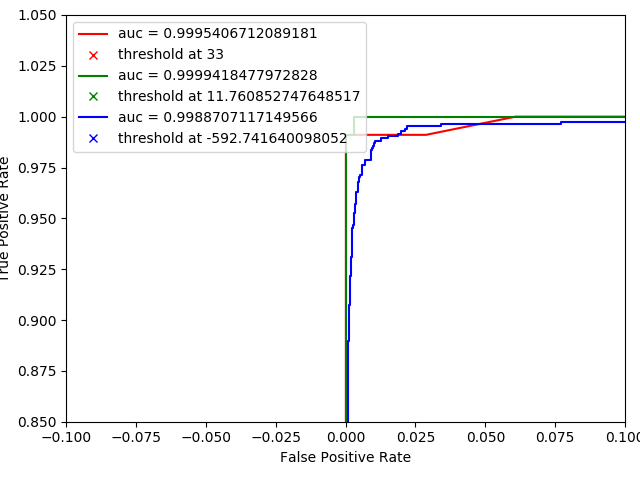 1.050
1.025
1.000
0.975
0.950
0.925
0.900
0.875
0.850
True Positive Rate
auc = 0.9995406712089181
threshold at 33
auc = 0.9999418477972828
threshold at 11.760852747648517
auc = 0.9988707117149566
threshold at -592.741640098052
−0.100 −0.075 −0.050 −0.025 0.000 0.025 0.050 0.075 0.100
False Positive Rate